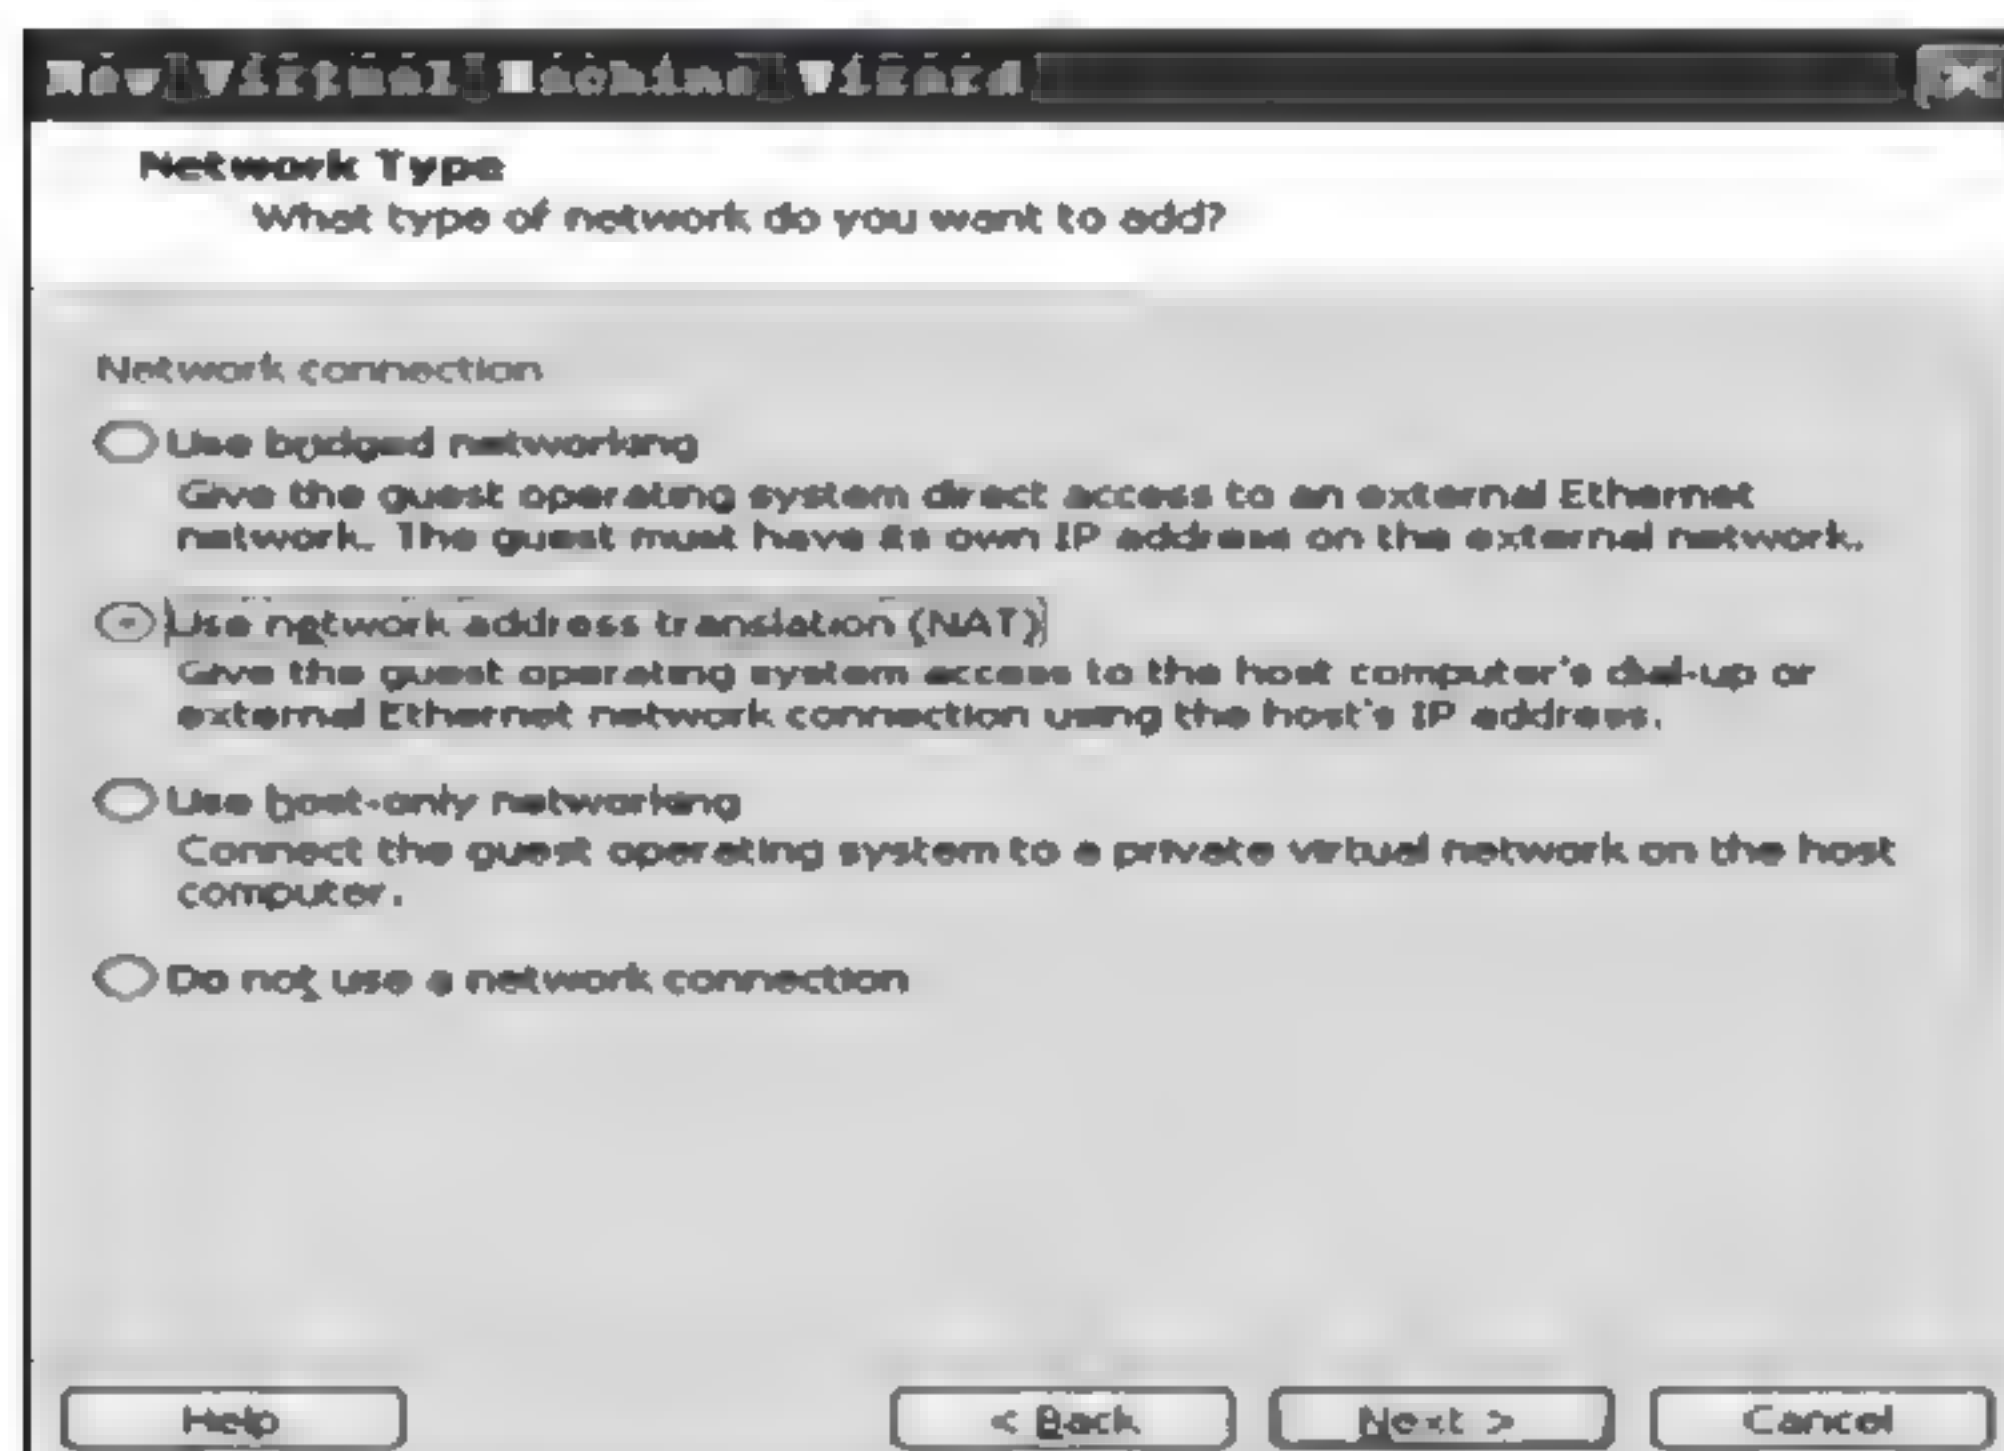 New Virtual Machine Wizard
Network Type
What type of network do you want to add?
Network connection
Use bridged networking
Give the guest operating system direct access to an external Ethernet
network. The guest must have its own IP address on the external network.
Use network address translation (NAT)
Give the guest operating system access to the host computer's dial-up or
external Ethernet network connection using the host's IP address.
Use host-only networking
Connect the guest operating system to a private virtual network on the host
computer.
Do not use a network connection
Help
< Back
Next >
Cancel